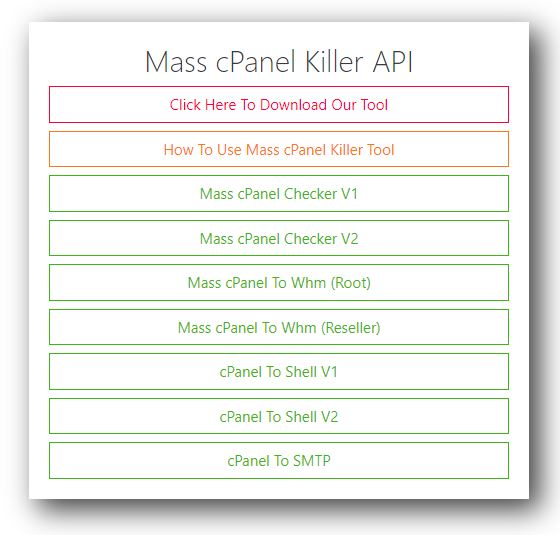 Mass cPanel Killer API
Click Here To Download Our Tool
How To Use Mass cPanel Killer Tool
Mass cPanel Checker V1
Mass cPanel Checker V2
Mass cPanel To Whm (Root)
Mass cPanel To Whm (Reseller)
cPanel To Shell V1
cPanel To Shell V2
cPanel To SMTP